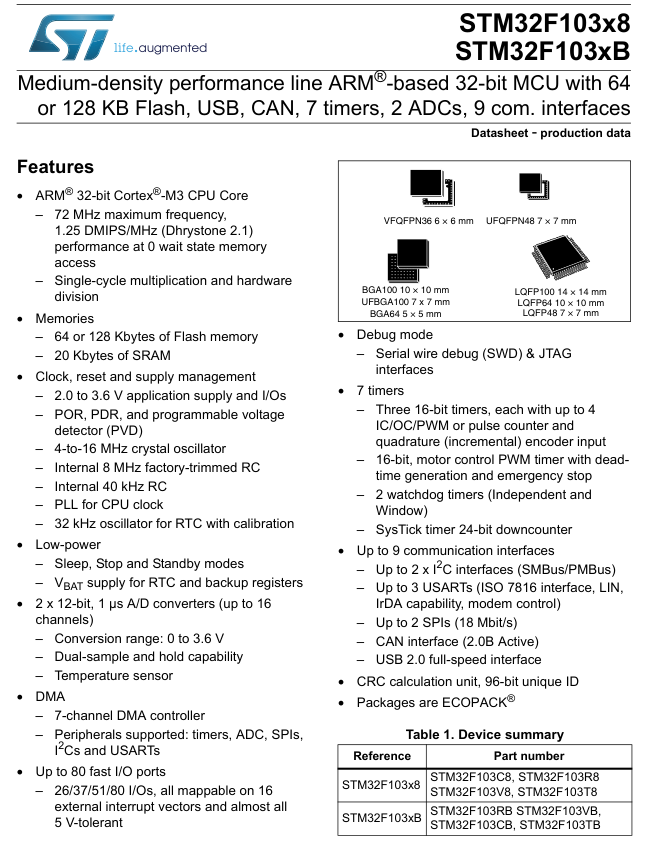 life.augmented
STM32F103x8
STM32F103xB
Medium-density performance line ARM®-based 32-bit MCU with 64
or 128 KB Flash, USB, CAN, 7 timers, 2 ADCs, 9 com. interfaces
Datasheet - production data
Features
• ARM® 32-bit Cortex®-M3 CPU Core
– 72 MHz maximum frequency,
1.25 DMIPS/MHz (Dhrystone 2.1)
performance at 0 wait state memory
access
– Single-cycle multiplication and hardware
division
• Memories
– 64 or 128 Kbytes of Flash memory
– 20 Kbytes of SRAM
• Clock, reset and supply management
– 2.0 to 3.6 V application supply and I/Os
– POR, PDR, and programmable voltage
detector (PVD)
– 4-to-16 MHz crystal oscillator
– Internal 8 MHz factory-trimmed RC
– Internal 40 kHz RC
– PLL for CPU clock
– 32 kHz oscillator for RTC with calibration
• Low-power
– Sleep, Stop and Standby modes
– VBAT supply for RTC and backup registers
• 2 x 12-bit, 1 µs A/D converters (up to 16
channels)
– Conversion range: 0 to 3.6 V
– Dual-sample and hold capability
– Temperature sensor
• DMA
– 7-channel DMA controller
– Peripherals supported: timers, ADC, SPIs,
I²Cs and USARTs
• Up to 80 fast I/O ports
– 26/37/51/80 I/Os, all mappable on 16
external interrupt vectors and almost all
5 V-tolerant
VFQFPN36 6 × 6 mm UFQFPN48 7 × 7 mm
BGA100 10 × 10 mm
UFBGA100 7 x 7 mm
BGA64 5 × 5 mm
LQFP100 14 × 14 mm
LQFP64 10 × 10 mm
LQFP48 7 × 7 mm
• Debug mode
– Serial wire debug (SWD) & JTAG
interfaces
• 7 timers
– Three 16-bit timers, each with up to 4
IC/OC/PWM or pulse counter and
quadrature (incremental) encoder input
– 16-bit, motor control PWM timer with dead-
time generation and emergency stop
– 2 watchdog timers (Independent and
Window)
– SysTick timer 24-bit downcounter
• Up to 9 communication interfaces
– Up to 2 x I²C interfaces (SMBus/PMBus)
– Up to 3 USARTs (ISO 7816 interface, LIN,
IrDA capability, modem control)
– Up to 2 SPIs (18 Mbit/s)
– CAN interface (2.0B Active)
– USB 2.0 full-speed interface
• CRC calculation unit, 96-bit unique ID
• Packages are ECOPACK®
Table 1. Device summary
Reference Part number
STM32F103x8 STM32F103C8, STM32F103R8
STM32F103V8, STM32F103T8
STM32F103xB STM32F103RB STM32F103VB,
STM32F103CB, STM32F103TB